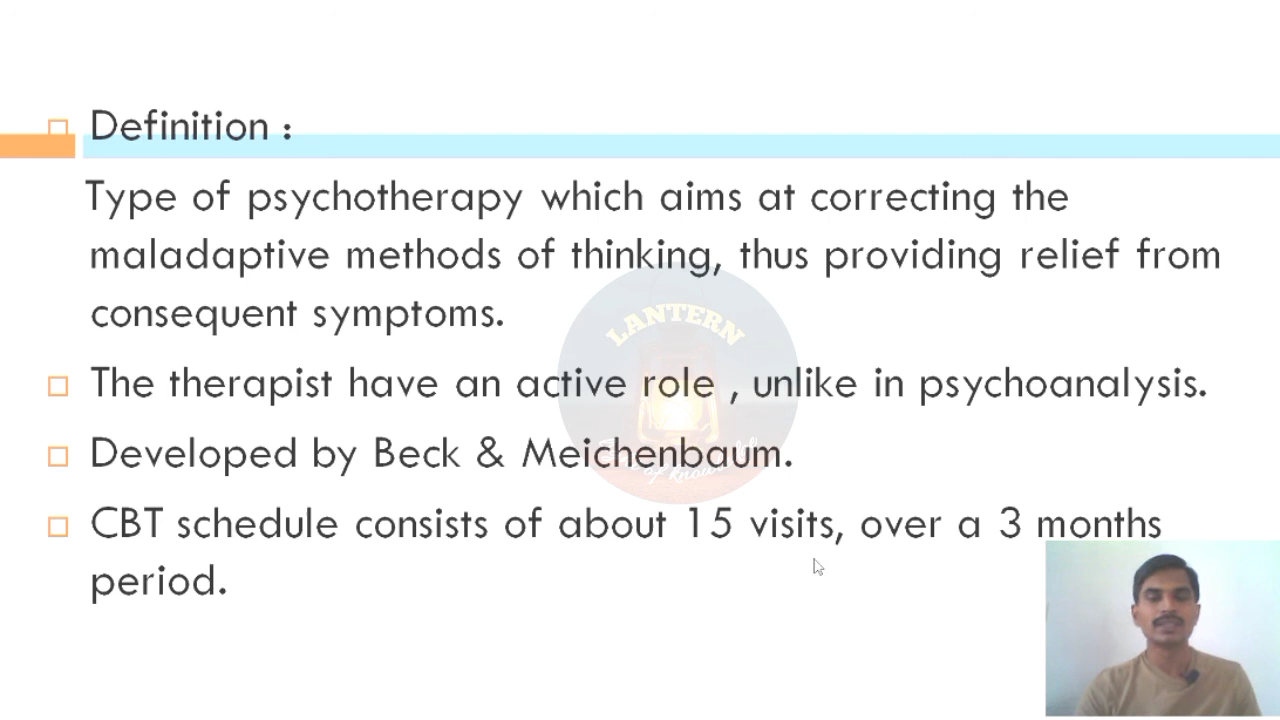 Definition :
Type of psychotherapy which aims at correcting the
maladaptive methods of thinking, thus providing relief from
consequent symptoms.
LANTERN
The therapist have an active role , unlike in psychoanalysis.
Developed by Beck & Meichenbaum.
CBT schedule consists of about 15 visits, over a 3 months
period.